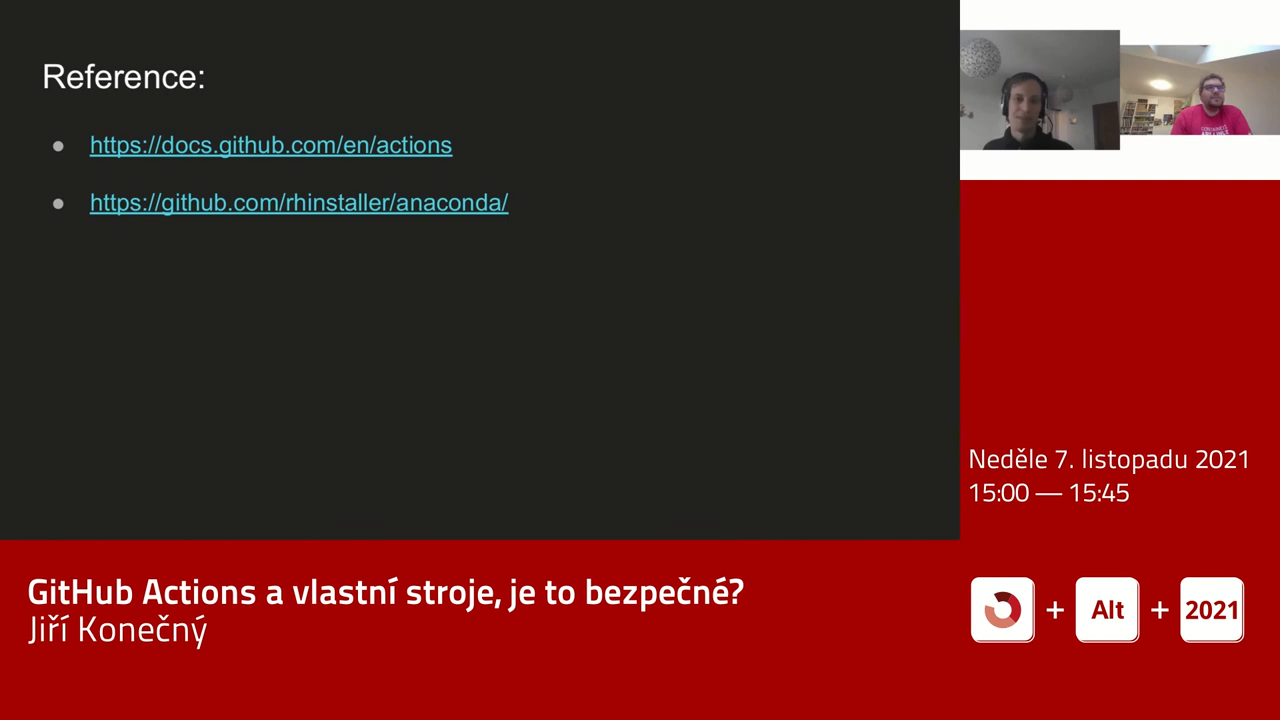 Reference:
https://docs.github.com/en/actions
https://github.com/rhinstaller/anaconda/
Neděle 7. listopadu 2021
15:00 — 15:45
GitHub Actions a vlastní stroje, je to bezpečné?
Jiří Konečný
+ Alt + 2021